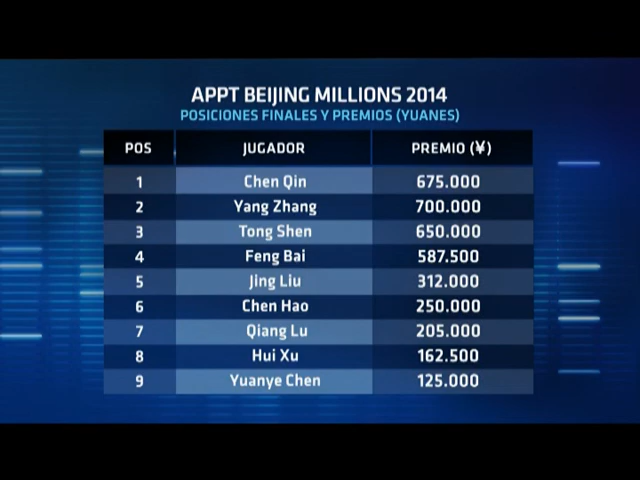 APPT BEIJING MILLIONS 2014
POSICIONES FINALES Y PREMIOS (YUANES)
POS JUGADOR PREMIO (¥)
1 Chen Qin 675.000
2 Yang Zhang 700.000
3 Tong Shen 650.000
4 Feng Bai 587.500
5 Jing Liu 312.000
6 Chen Hao 250.000
7 Qiang Lu 205.000
8 Hui Xu 162.500
9 Yuanye Chen 125.000